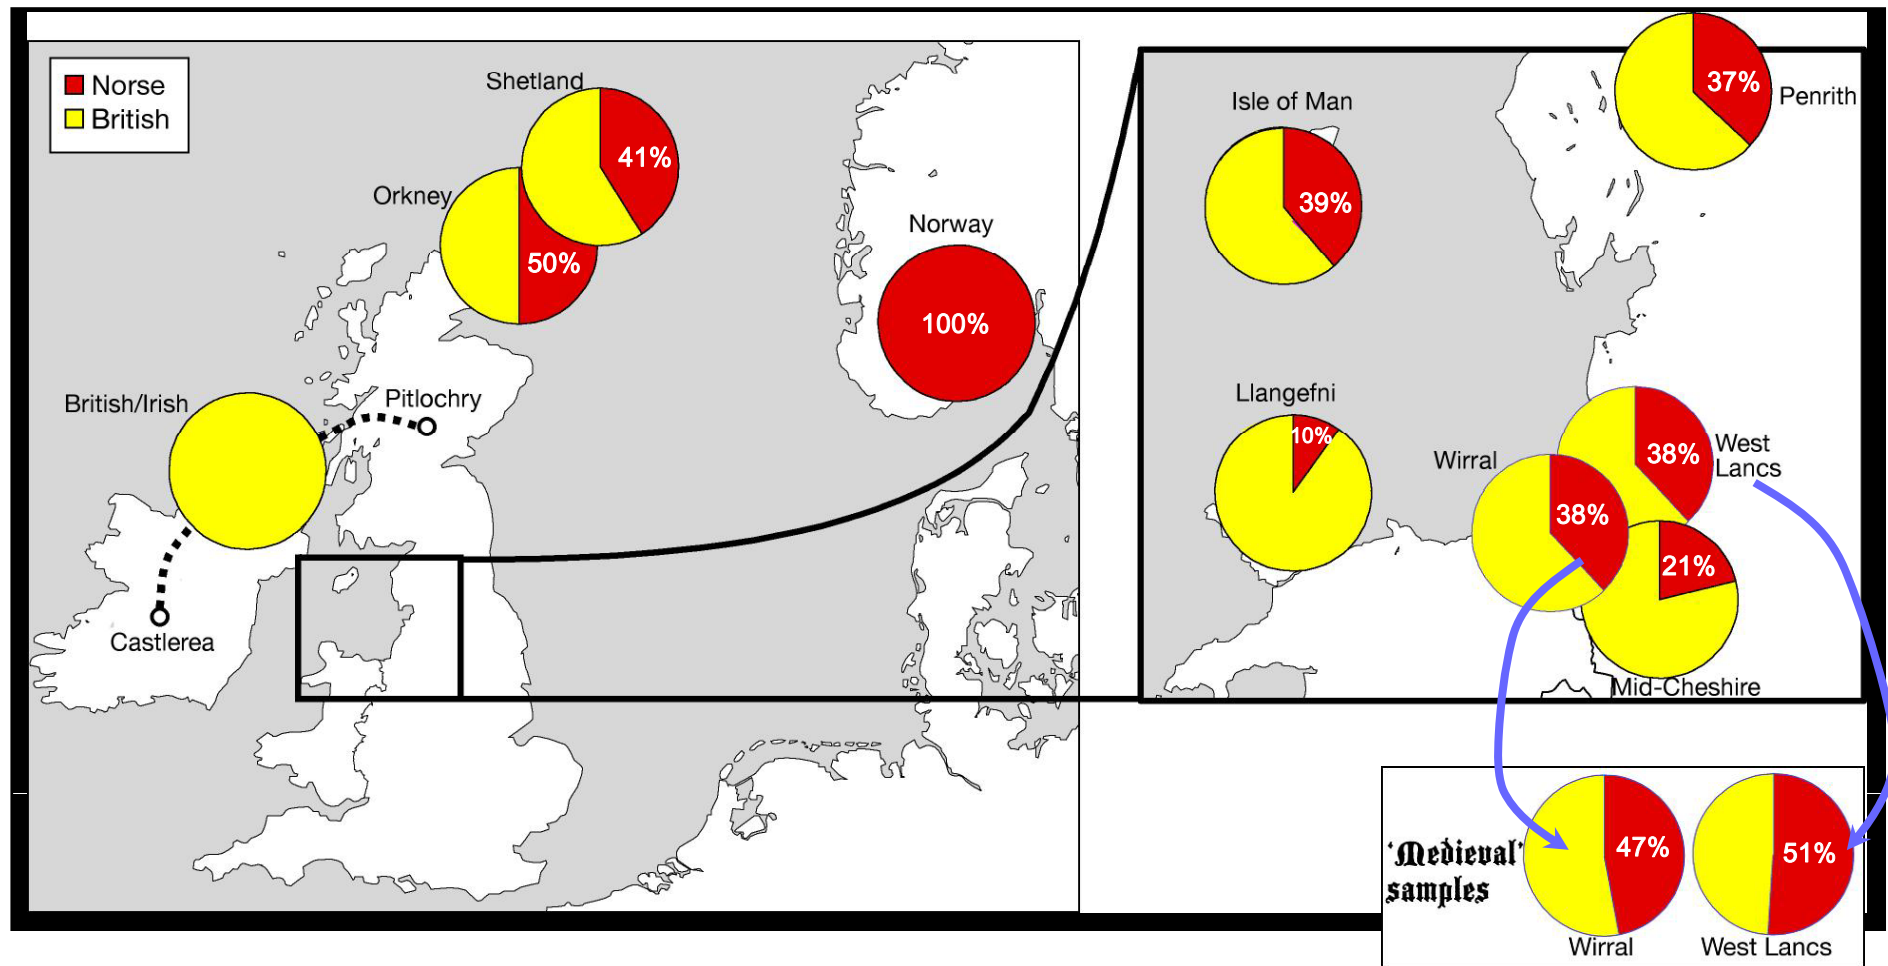 Norse
British
Shetland
41%
Orkney
50%
Norway
100%
British/Irish
Pitlochry
Castlerea
37%
Penrith
Isle of Man
39%
Llangefni
10%
West
Lancs
38%
Wirral
38%
21%
Mid-Cheshire
'Medieval'
samples
47%
51%
Wirral
West Lancs